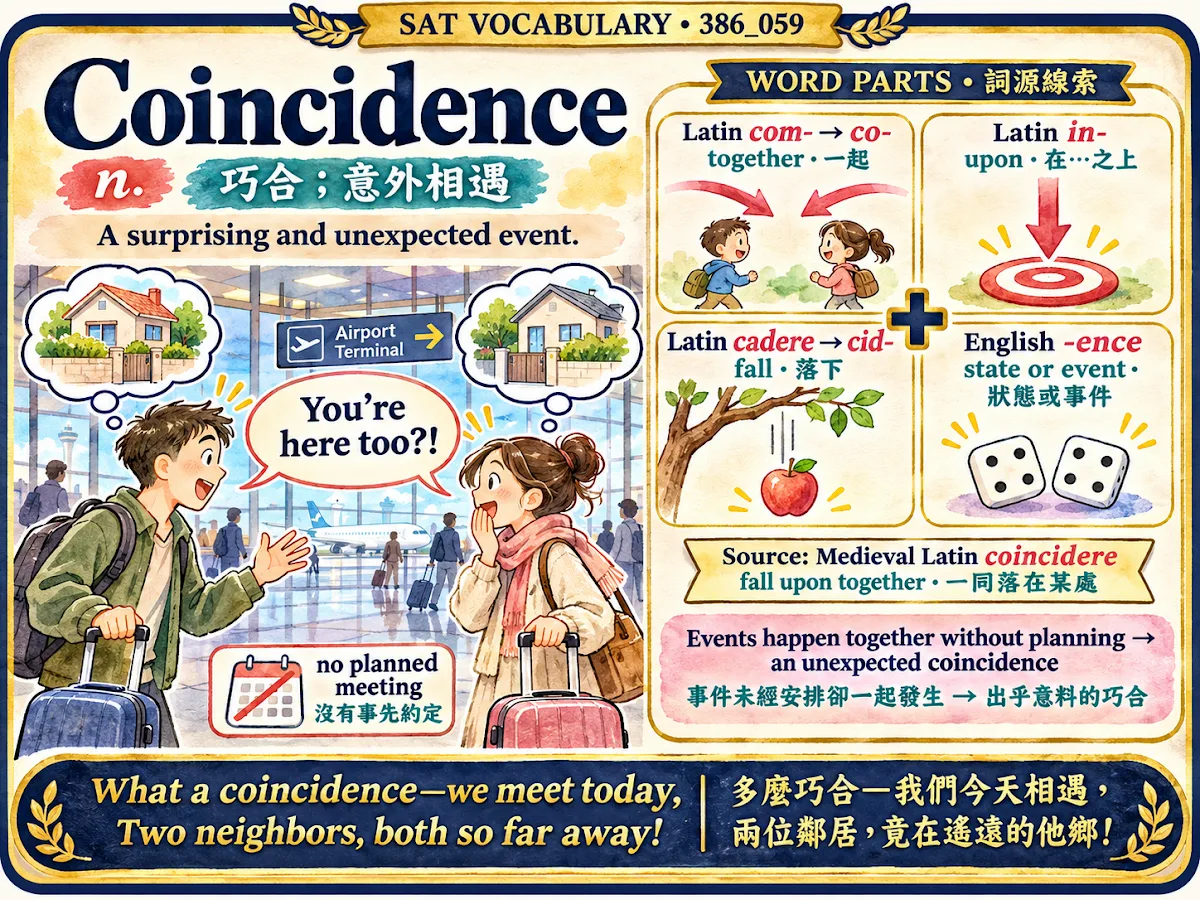 SAT VOCABULARY • 386_059
Coincidence
n.
巧合；意外相遇
A surprising and unexpected event.
Airport
Terminal
You're
here too?!
no planned
meeting
沒有事先約定
WORD PARTS • 詞源線索
Latin com- → co-
together · 一起
Latin in-
upon · 在…之上
Latin cadere → cid-
fall · 落下
English -ence
state or event ·
狀態或事件
Source: Medieval Latin coincidere
fall upon together · 一同落在某處
Events happen together without planning →
an unexpected coincidence
事件未經安排卻一起發生 → 出乎意料的巧合
What a coincidence—we meet today,
Two neighbors, both so far away!
多麼巧合—我們今天相遇，
兩位鄰居，竟在遙遠的他鄉！